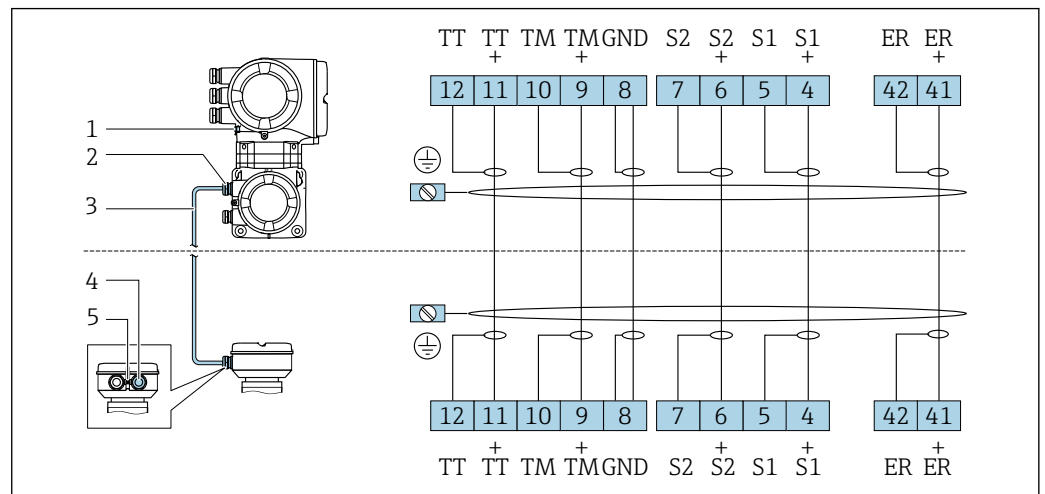 TT TT TM TM GND S2 S2 S1 S1 ER ER
+ + + + +
12 11 10 9 8 7 6 5 4 42 41
1
2
3
4
5
12 11 10 9 8 7 6 5 4 42 41
+ + + + +
TT TT TM TM GND S2 S2 S1 S1 ER ER